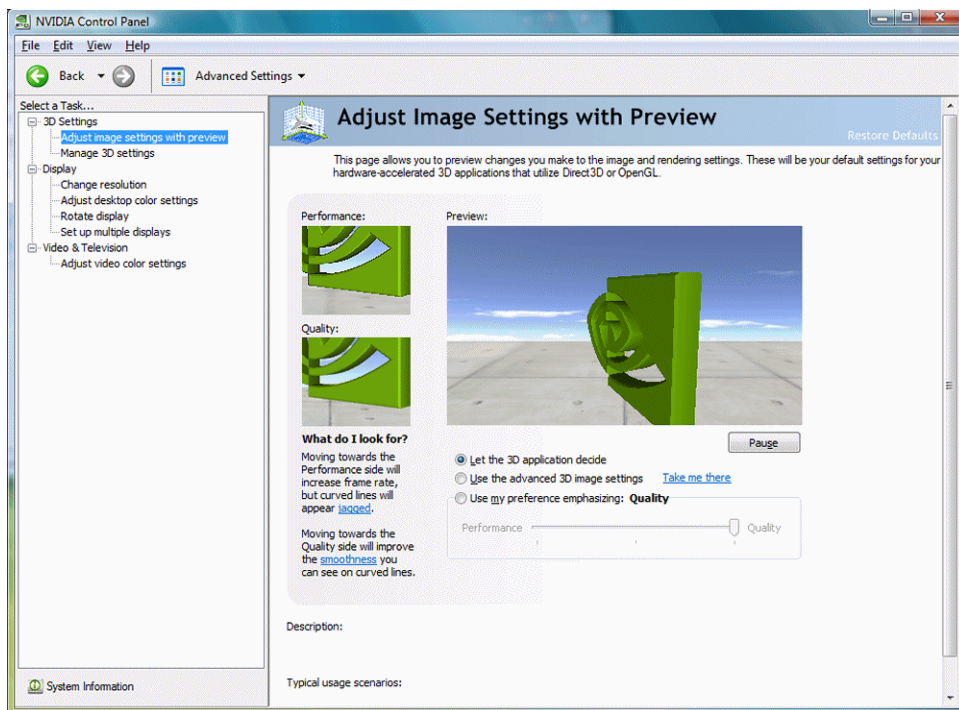 NVIDIA Control Panel
File Edit View Help
Back
Advanced Settings
Select a Task...
3D Settings
Adjust image settings with preview
Manage 3D settings
Display
Change resolution
Adjust desktop color settings
Rotate display
Set up multiple displays
Video & Television
Adjust video color settings
System Information
Adjust Image Settings with Preview
Restore Defaults
This page allows you to preview changes you make to the image and rendering settings. These will be your default settings for your
hardware-accelerated 3D applications that utilize Direct3D or OpenGL.
Performance:
Quality:
What do I look for?
Moving towards the
Performance side will
increase frame rate,
but curved lines will
appear jagged.
Moving towards the
Quality side will improve
the smoothness you
can see on curved lines.
Preview:
Pause
Let the 3D application decide
Use the advanced 3D image settings Take me there
Use my preference emphasizing: Quality
Performance Quality
Description:
Typical usage scenarios: